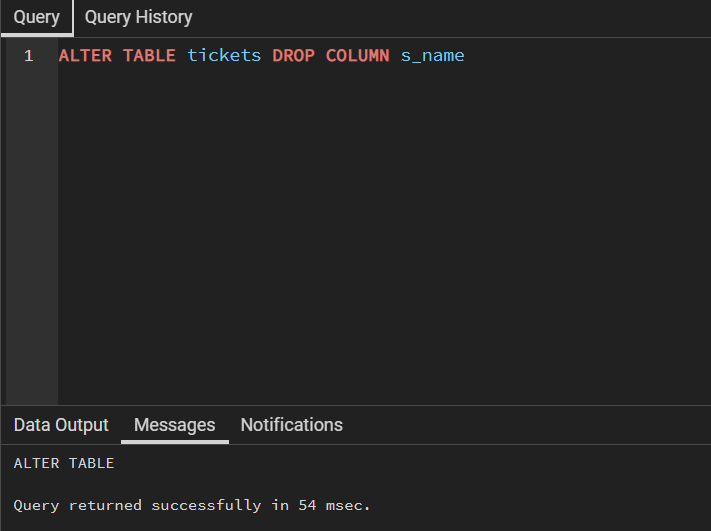 Query Query History
1 ALTER TABLE tickets DROP COLUMN s_name
Data Output Messages Notifications
ALTER TABLE
Query returned successfully in 54 msec.